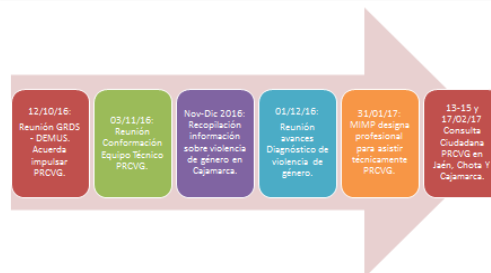 12/10/16:
Reunión GRDS
- DEMUS.
Acuerda
impulsar
PRCVG.
03/11/16:
Reunión
Conformación
Equipo Técnico
PRCVG.
Nov-Dic 2016:
Recopilación
información
sobre violencia
de género en
Cajamarca.
01/12/16:
Reunión
avances
Diagnóstico de
violencia de
género.
31/01/17:
MIMP designa
profesional
para asistir
técnicamente
PRCVG.
13-15 y
17/02/17
Consulta
Ciudadana
PRCVG en
Jaén, Chota Y
Cajamarca.